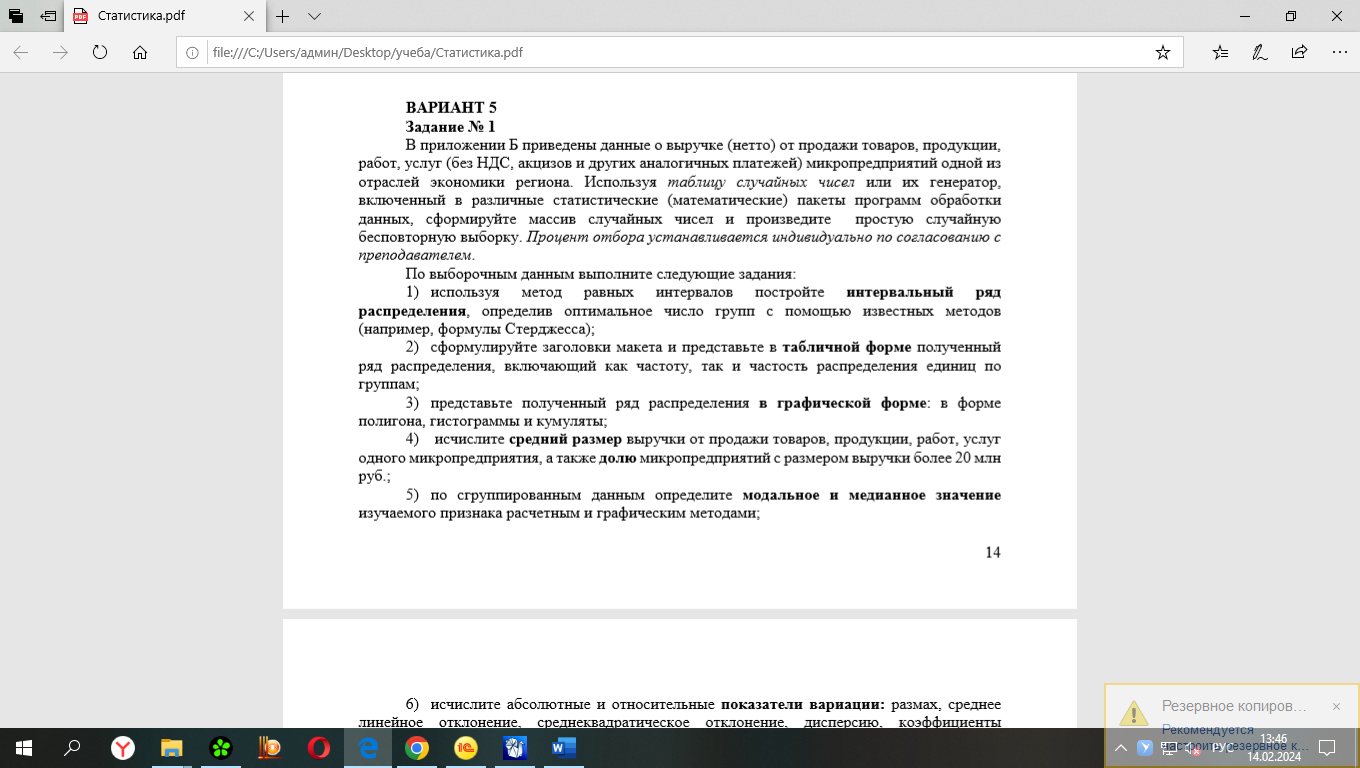 Статистика.pdf
file:///C:/Users/админ/Desktop/учеба/Статистика.pdf
ВАРИАНТ 5
Задание № 1
В приложении Б приведены данные о выручке (нетто) от продажи товаров, продукции,
работ, услуг (без НДС, акцизов и других аналогичных платежей) микропредприятий одной из
отраслей экономики региона. Используя таблицу случайных чисел или их генератор,
включенный в различные статистические (математические) пакеты программ обработки
данных, сформируйте массив случайных чисел и произведите простую случайную
бесповторную выборку. Процент отбора устанавливается индивидуально по согласованию с
преподавателем.
По выборочным данным выполните следующие задания:
1) используя метод равных интервалов постройте интервальный ряд
распределения, определив оптимальное число групп с помощью известных методов
(например, формулы Стерджесса);
2) сформулируйте заголовки макета и представьте в табличной форме полученный
ряд распределения, включающий как частоту, так и частость распределения единиц по
группам;
3) представьте полученный ряд распределения в графической форме: в форме
полигона, гистограммы и кумуляты;
4) исчислите средний размер выручки от продажи товаров, продукции, работ, услуг
одного микропредприятия, а также долю микропредприятий с размером выручки более 20 млн
руб.;
5) по сгруппированным данным определите модальное и медианное значение
изучаемого признака расчетным и графическим методами;
14
6) исчислите абсолютные и относительные показатели вариации: размах, среднее
линейное отклонение, среднеквадратическое отклонение, дисперсию, коэффициенты
Резервное копиров...
Рекомендуется
настроить резервное к...
РУС
13:46
14.02.2024